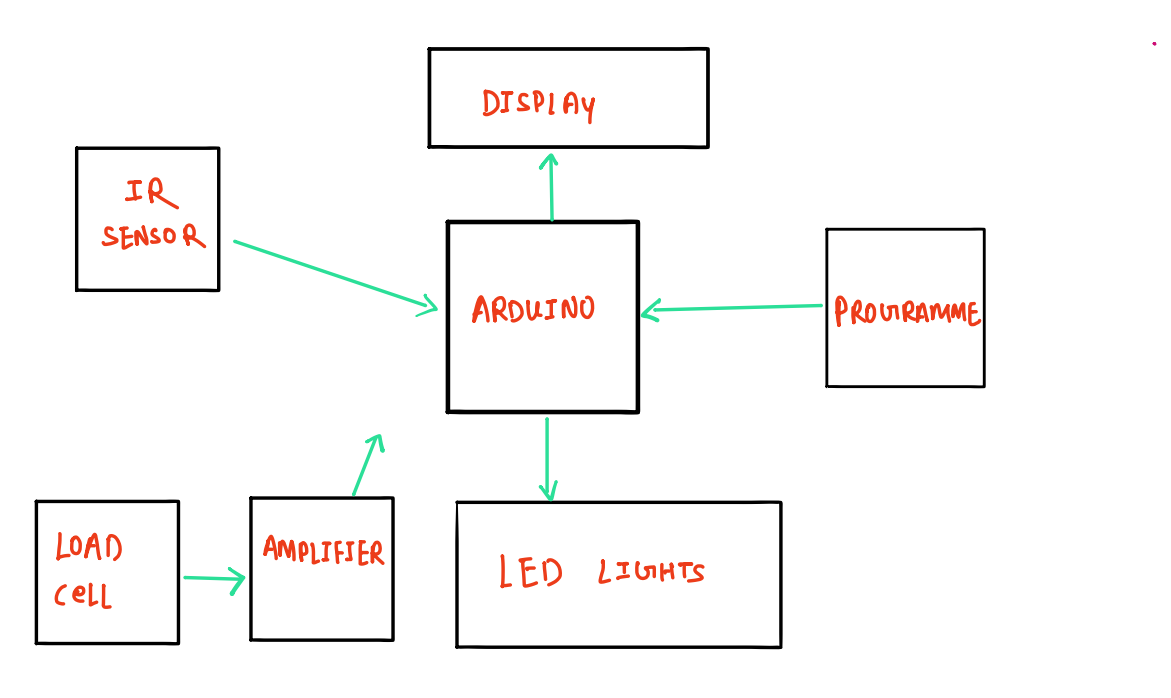 DISPLAY
IR
SENSOR
ARDUINO
PROGRAMME
LOAD
CELL
AMPLIFIER
LED LIGHTS